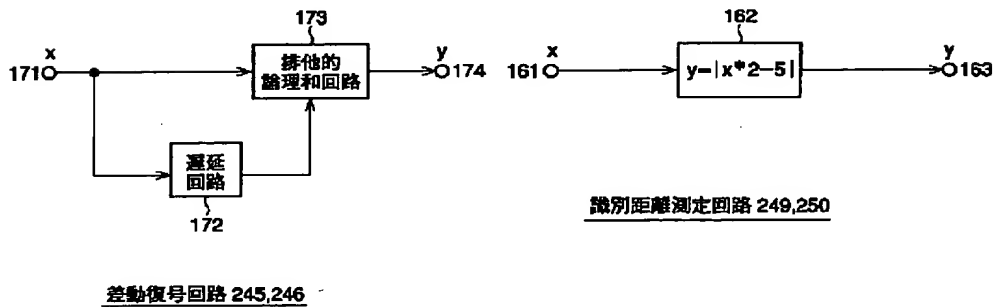 173
x
171
排他的
論理和回路
y
174
遅延
回路
172
差動復号回路 245,246
162
x
161
y=|x*2−5|
y
163
識別距離測定回路 249,250